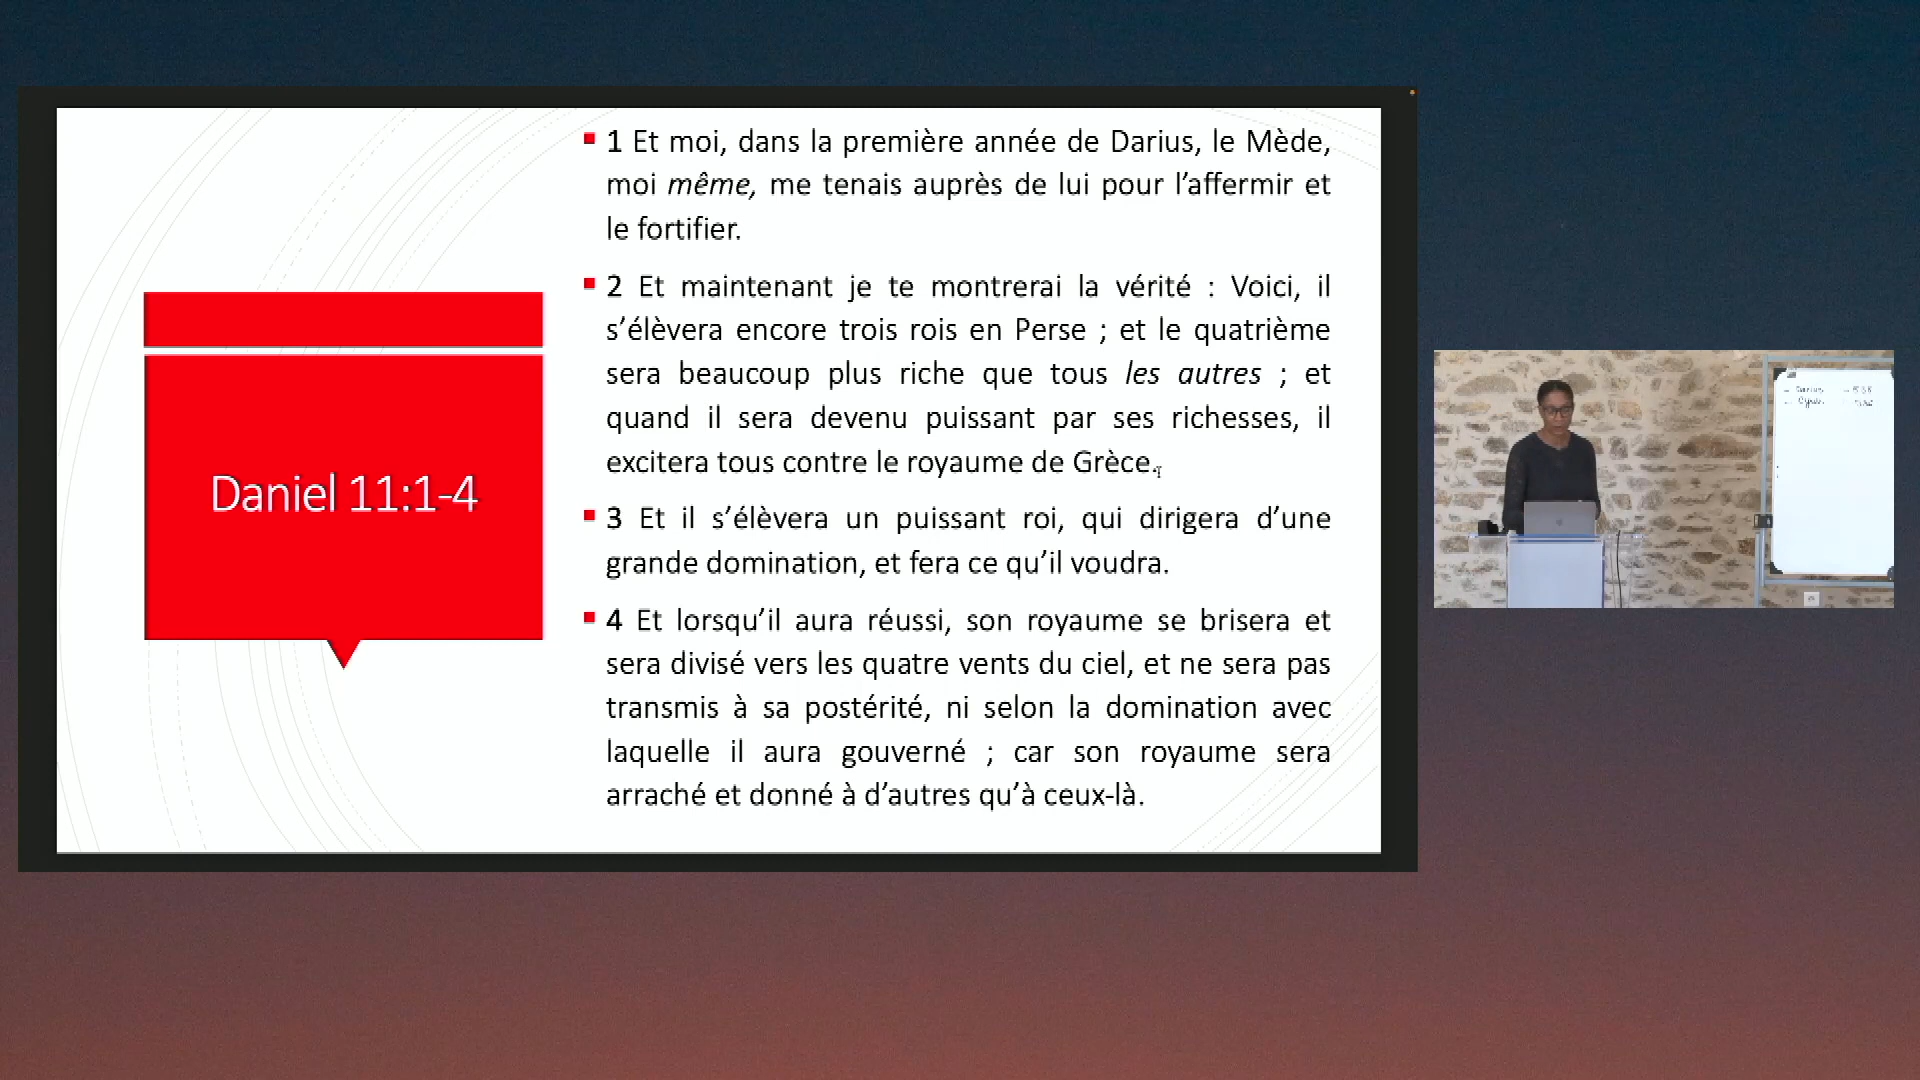 Daniel 11:1-4
1 Et moi, dans la première année de Darius, le Mède,
moi même, me tenais auprès de lui pour l’affermir et
le fortifier.
2 Et maintenant je te montrerai la vérité : Voici, il
s’élèvera encore trois rois en Perse ; et le quatrième
sera beaucoup plus riche que tous les autres ; et
quand il sera devenu puissant par ses richesses, il
excitera tous contre le royaume de Grèce.
3 Et il s’élèvera un puissant roi, qui dirigera d’une
grande domination, et fera ce qu’il voudra.
4 Et lorsqu’il aura réussi, son royaume se brisera et
sera divisé vers les quatre vents du ciel, et ne sera pas
transmis à sa postérité, ni selon la domination avec
laquelle il aura gouverné ; car son royaume sera
arraché et donné à d’autres qu’à ceux-là.
Darius
Cyrus